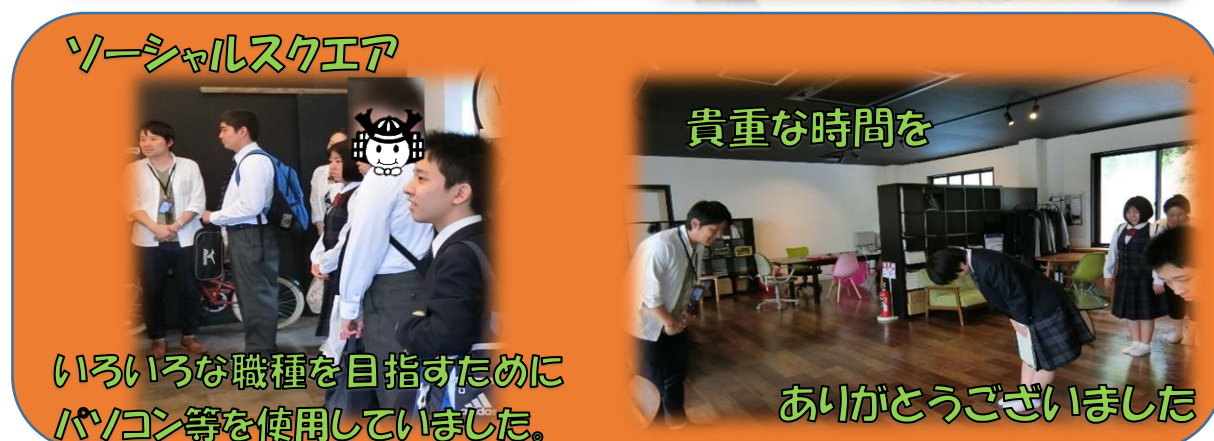 ソーシャルスクエア
貴重な時間を
いろいろな職種を目指すために
パソコン等を使用していました。
ありがとうございました
K
adidas